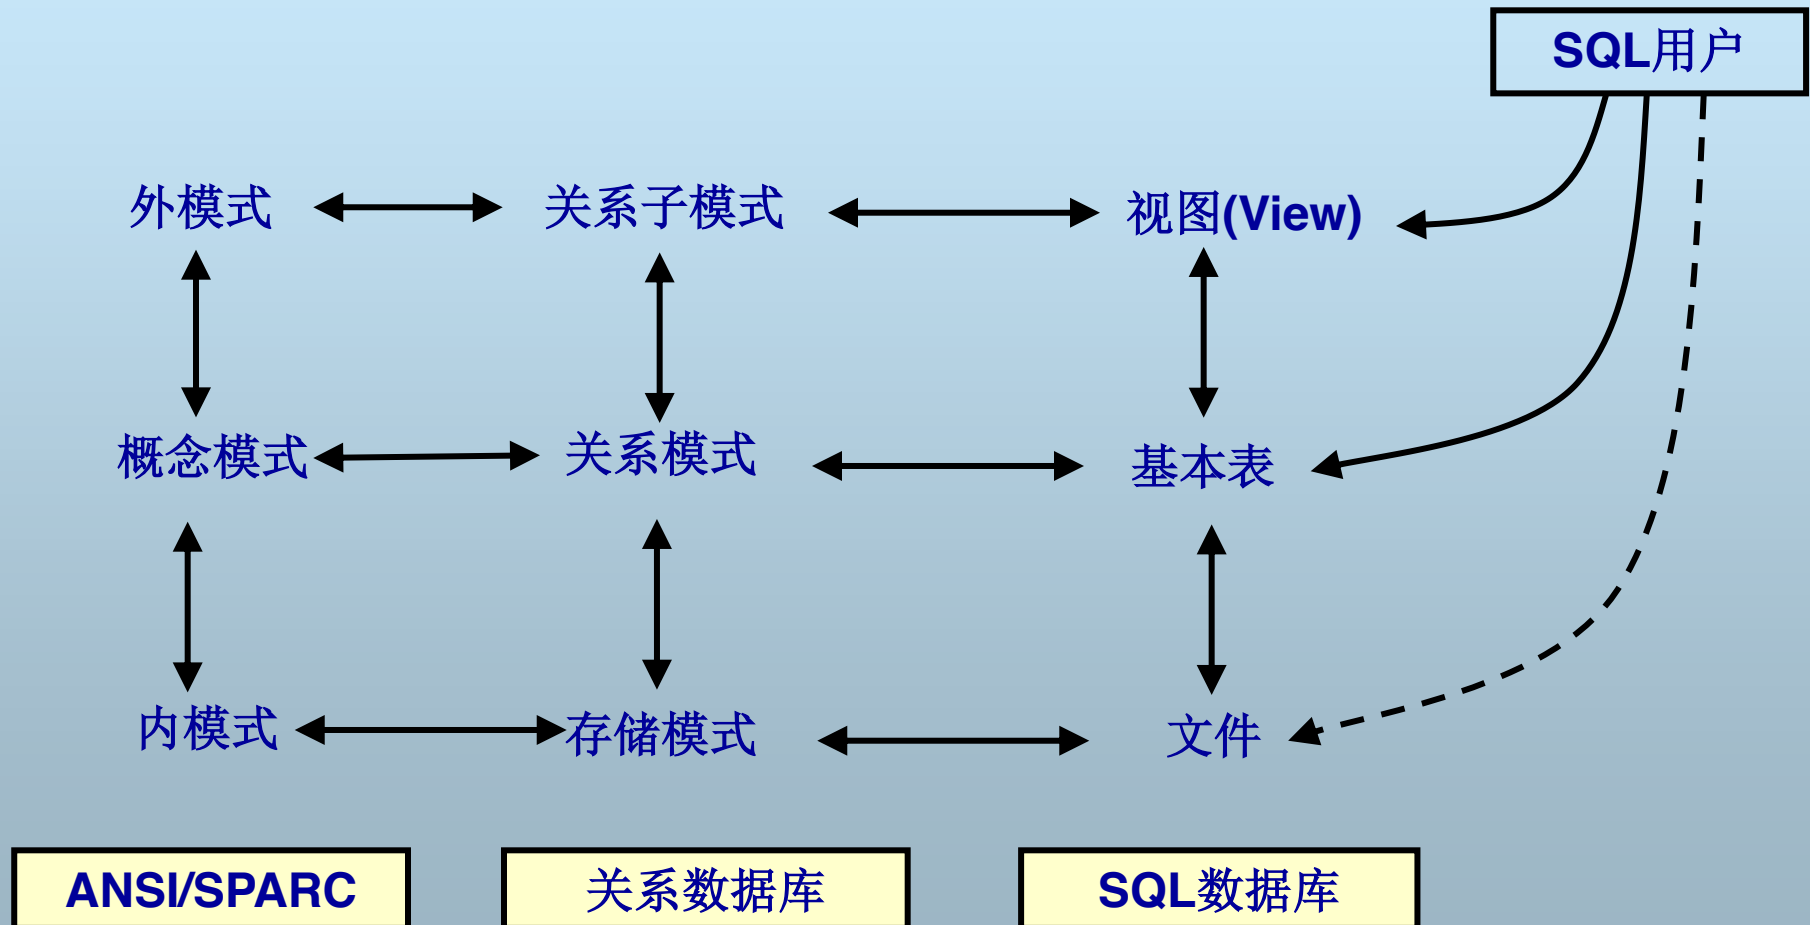 SQL用户
外模式
关系子模式
视图(View)
概念模式
关系模式
基本表
内模式
存储模式
文件
ANSI/SPARC
关系数据库
SQL数据库